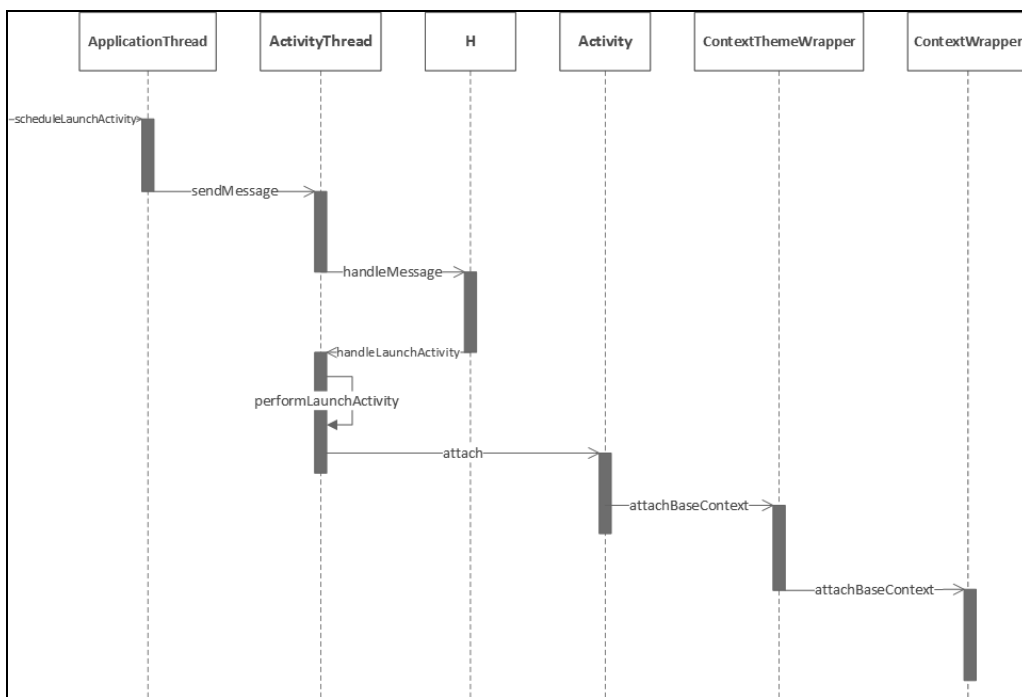 ApplicationThread
ActivityThread
H
Activity
ContextThemeWrapper
ContextWrapper
scheduleLaunchActivity
sendMessage
handleMessage
handleLaunchActivity
performLaunchActivity
attach
attachBaseContext
attachBaseContext